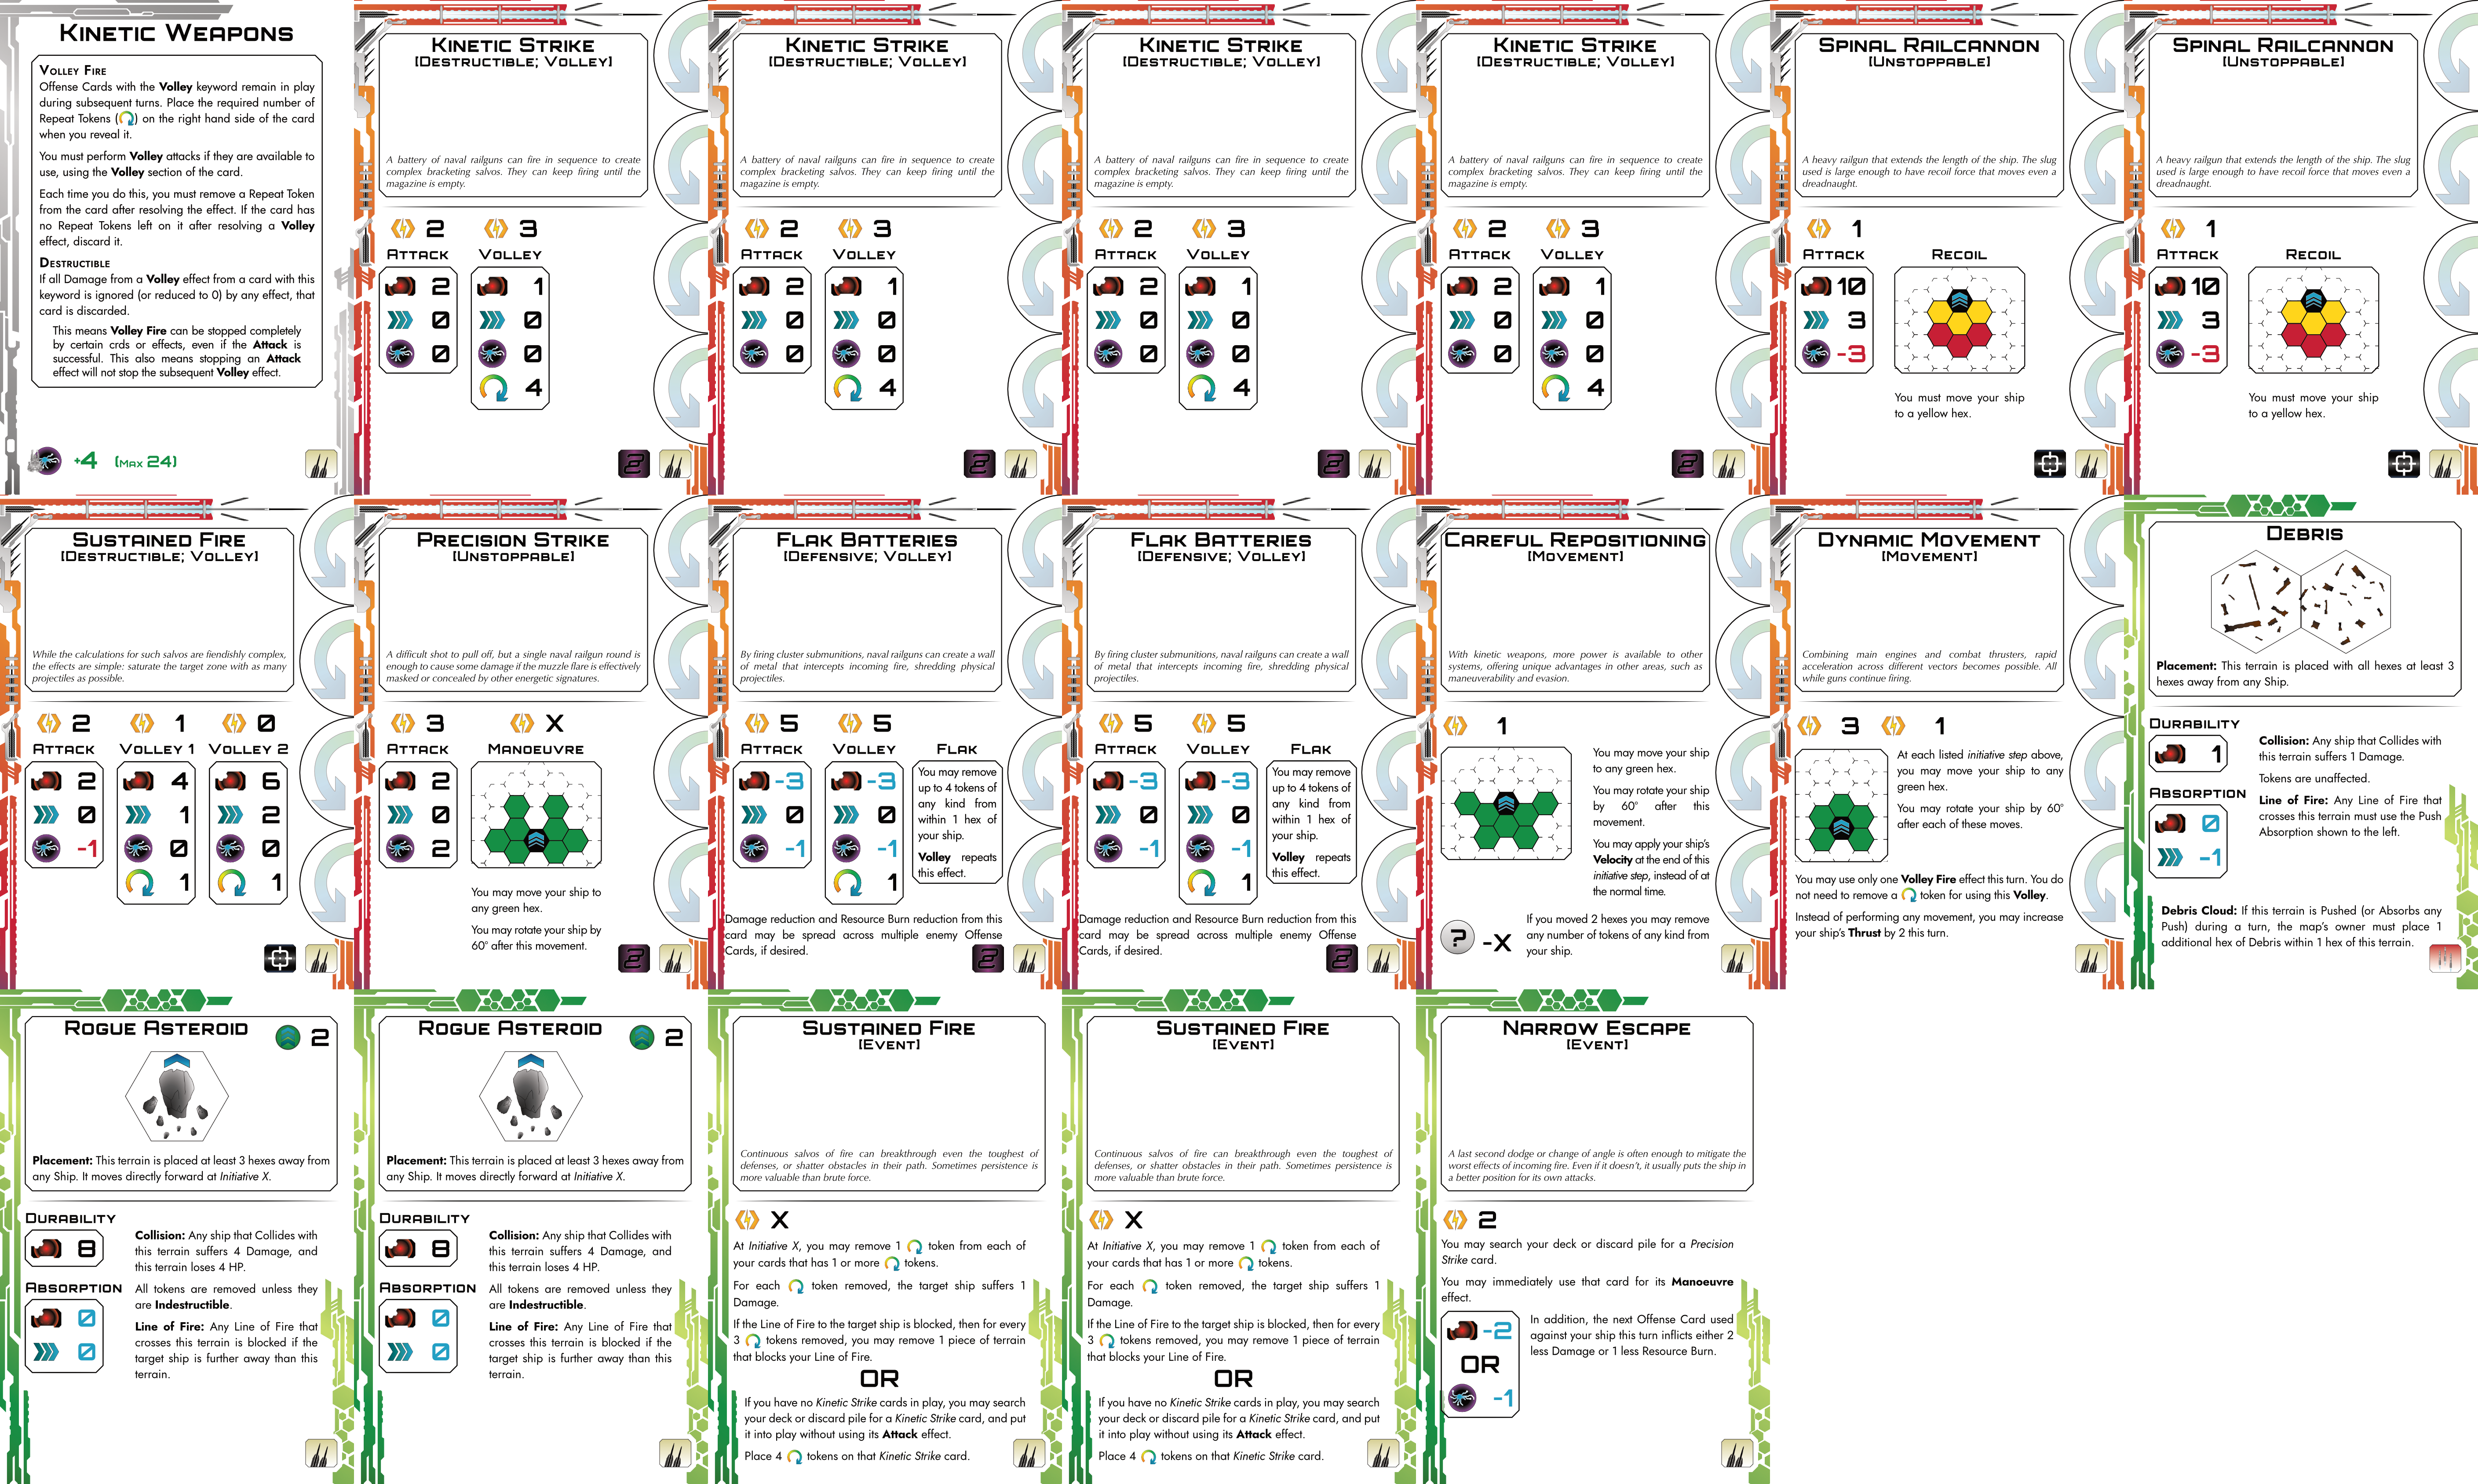 KINETIC WEAPONS
VOLLEY FIRE
Offense Cards with the Volley keyword remain in play
during subsequent turns. Place the required number of
Repeat Tokens ( ) on the right hand side of the card
when you reveal it.
You must perform Volley attacks if they are available to
use, using the Volley section of the card.
Each time you do this, you must remove a Repeat Token
from the card after resolving the effect. If the card has
no Repeat Tokens left on it after resolving a Volley
effect, discard it.
DESTRUCTIBLE
If all Damage from a Volley effect from a card with this
keyword is ignored (or reduced to 0) by any effect, that
card is discarded.
This means Volley Fire can be stopped completely
by certain crds or effects, even if the Attack is
successful. This also means stopping an Attack
effect will not stop the subsequent Volley effect.
+4 [MAX 24]
KINETIC STRIKE
[DESTRUCTIBLE; VOLLEY]
A battery of naval railguns can fire in sequence to create
complex bracketing salvos. They can keep firing until the
magazine is empty.
2 3
ATTACK VOLLEY
2 1
0 0
0 0
4
2
KINETIC STRIKE
[DESTRUCTIBLE; VOLLEY]
A battery of naval railguns can fire in sequence to create
complex bracketing salvos. They can keep firing until the
magazine is empty.
2 3
ATTACK VOLLEY
2 1
0 0
0 0
4
2
KINETIC STRIKE
[DESTRUCTIBLE; VOLLEY]
A battery of naval railguns can fire in sequence to create
complex bracketing salvos. They can keep firing until the
magazine is empty.
2 3
ATTACK VOLLEY
2 1
0 0
0 0
4
2
KINETIC STRIKE
[DESTRUCTIBLE; VOLLEY]
A battery of naval railguns can fire in sequence to create
complex bracketing salvos. They can keep firing until the
magazine is empty.
2 3
ATTACK VOLLEY
2 1
0 0
0 0
4
2
SPINAL RAILCANNON
[UNSTOPPABLE]
A heavy railgun that extends the length of the ship. The slug
used is large enough to have recoil force that moves even a
dreadnaught.
1
ATTACK RECOIL
10
3
-3
You must move your ship
to a yellow hex.
SPINAL RAILCANNON
[UNSTOPPABLE]
A heavy railgun that extends the length of the ship. The slug
used is large enough to have recoil force that moves even a
dreadnaught.
1
ATTACK RECOIL
10
3
-3
You must move your ship
to a yellow hex.
SUSTAINED FIRE
[DESTRUCTIBLE; VOLLEY]
While the calculations for such salvos are fiendishly complex,
the effects are simple: saturate the target zone with as many
projectiles as possible.
2 1 0
ATTACK VOLLEY 1 VOLLEY 2
2 4 6
0 1 2
-1 0 0
1 1
PRECISION STRIKE
[UNSTOPPABLE]
A difficult shot to pull off, but a single naval railgun round is
enough to cause some damage if the muzzle flare is effectively
masked or concealed by other energetic signatures.
3 X
ATTACK MANOEUVRE
2
0
2
You may move your ship to
any green hex.
You may rotate your ship by
60° after this movement.
2
FLAK BATTERIES
[DEFENSIVE; VOLLEY]
By firing cluster submunitions, naval railguns can create a wall
of metal that intercepts incoming fire, shredding physical
projectiles.
5 5
ATTACK VOLLEY FLAK
-3 -3
0 0
-1 -1
1
You may remove
up to 4 tokens of
any kind from
within 1 hex of
your ship.
Volley repeats
this effect.
Damage reduction and Resource Burn reduction from this
card may be spread across multiple enemy Offense
Cards, if desired.
2
FLAK BATTERIES
[DEFENSIVE; VOLLEY]
By firing cluster submunitions, naval railguns can create a wall
of metal that intercepts incoming fire, shredding physical
projectiles.
5 5
ATTACK VOLLEY FLAK
-3 -3
0 0
-1 -1
1
You may remove
up to 4 tokens of
any kind from
within 1 hex of
your ship.
Volley repeats
this effect.
Damage reduction and Resource Burn reduction from this
card may be spread across multiple enemy Offense
Cards, if desired.
2
CAREFUL REPOSITIONING
[MOVEMENT]
With kinetic weapons, more power is available to other
systems, offering unique advantages in other areas, such as
maneuverability and evasion.
1
You may move your ship
to any green hex.
You may rotate your ship
by 60° after this
movement.
You may apply your ship's
Velocity at the end of this
initiative step, instead of at
the normal time.
? -X
If you moved 2 hexes you may remove
any number of tokens of any kind from
your ship.
DYNAMIC MOVEMENT
[MOVEMENT]
Combining main engines and combat thrusters, rapid
acceleration across different vectors becomes possible. All
while guns continue firing.
3 1
At each listed initiative step above,
you may move your ship to any
green hex.
You may rotate your ship by 60°
after each of these moves.
You may use only one Volley Fire effect this turn. You do
not need to remove a token for using this Volley.
Instead of performing any movement, you may increase
your ship's Thrust by 2 this turn.
DEBRIS
Placement: This terrain is placed with all hexes at least 3
hexes away from any Ship.
DURABILITY
1
ABSORPTION
0
-1
Collision: Any ship that Collides with
this terrain suffers 1 Damage.
Tokens are unaffected.
Line of Fire: Any Line of Fire that
crosses this terrain must use the Push
Absorption shown to the left.
Debris Cloud: If this terrain is Pushed (or Absorbs any
Push) during a turn, the map's owner must place 1
additional hex of Debris within 1 hex of this terrain.
ROGUE ASTEROID 2
Placement: This terrain is placed at least 3 hexes away from
any Ship. It moves directly forward at Initiative X.
DURABILITY
8
ABSORPTION
0
0
Collision: Any ship that Collides with
this terrain suffers 4 Damage, and
this terrain loses 4 HP.
All tokens are removed unless they
are Indestructible.
Line of Fire: Any Line of Fire that
crosses this terrain is blocked if the
target ship is further away than this
terrain.
ROGUE ASTEROID 2
Placement: This terrain is placed at least 3 hexes away from
any Ship. It moves directly forward at Initiative X.
DURABILITY
8
ABSORPTION
0
0
Collision: Any ship that Collides with
this terrain suffers 4 Damage, and
this terrain loses 4 HP.
All tokens are removed unless they
are Indestructible.
Line of Fire: Any Line of Fire that
crosses this terrain is blocked if the
target ship is further away than this
terrain.
SUSTAINED FIRE
[EVENT]
Continuous salvos of fire can breakthrough even the toughest of
defenses, or shatter obstacles in their path. Sometimes persistence is
more valuable than brute force.
X
At Initiative X, you may remove 1 token from each of
your cards that has 1 or more tokens.
For each token removed, the target ship suffers 1
Damage.
If the Line of Fire to the target ship is blocked, then for every
3 tokens removed, you may remove 1 piece of terrain
that blocks your Line of Fire.
OR
If you have no Kinetic Strike cards in play, you may search
your deck or discard pile for a Kinetic Strike card, and put
it into play without using its Attack effect.
Place 4 tokens on that Kinetic Strike card.
SUSTAINED FIRE
[EVENT]
Continuous salvos of fire can breakthrough even the toughest of
defenses, or shatter obstacles in their path. Sometimes persistence is
more valuable than brute force.
X
At Initiative X, you may remove 1 token from each of
your cards that has 1 or more tokens.
For each token removed, the target ship suffers 1
Damage.
If the Line of Fire to the target ship is blocked, then for every
3 tokens removed, you may remove 1 piece of terrain
that blocks your Line of Fire.
OR
If you have no Kinetic Strike cards in play, you may search
your deck or discard pile for a Kinetic Strike card, and put
it into play without using its Attack effect.
Place 4 tokens on that Kinetic Strike card.
NARROW ESCAPE
[EVENT]
A last second dodge or change of angle is often enough to mitigate the
worst effects of incoming fire. Even if it doesn't, it usually puts the ship in
a better position for its own attacks.
2
You may search your deck or discard pile for a Precision
Strike card.
You may immediately use that card for its Manoeuvre
effect.
-2
OR
-1
In addition, the next Offense Card used
against your ship this turn inflicts either 2
less Damage or 1 less Resource Burn.